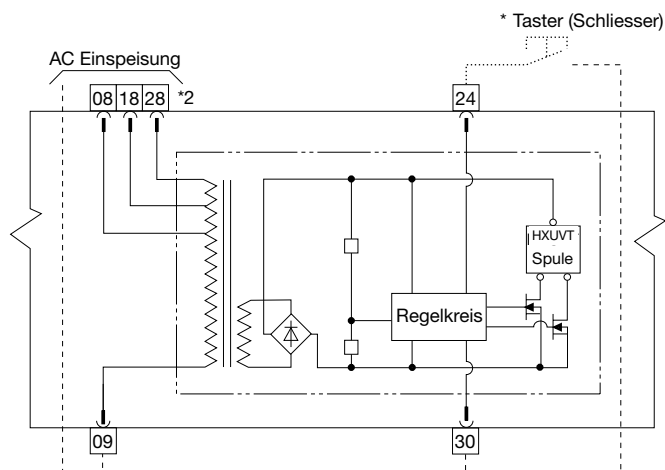 * Taster (Schliesser)
AC Einspeisung
08 18 28 *2
24
HXUVT
Spule
Regelkreis
09
30